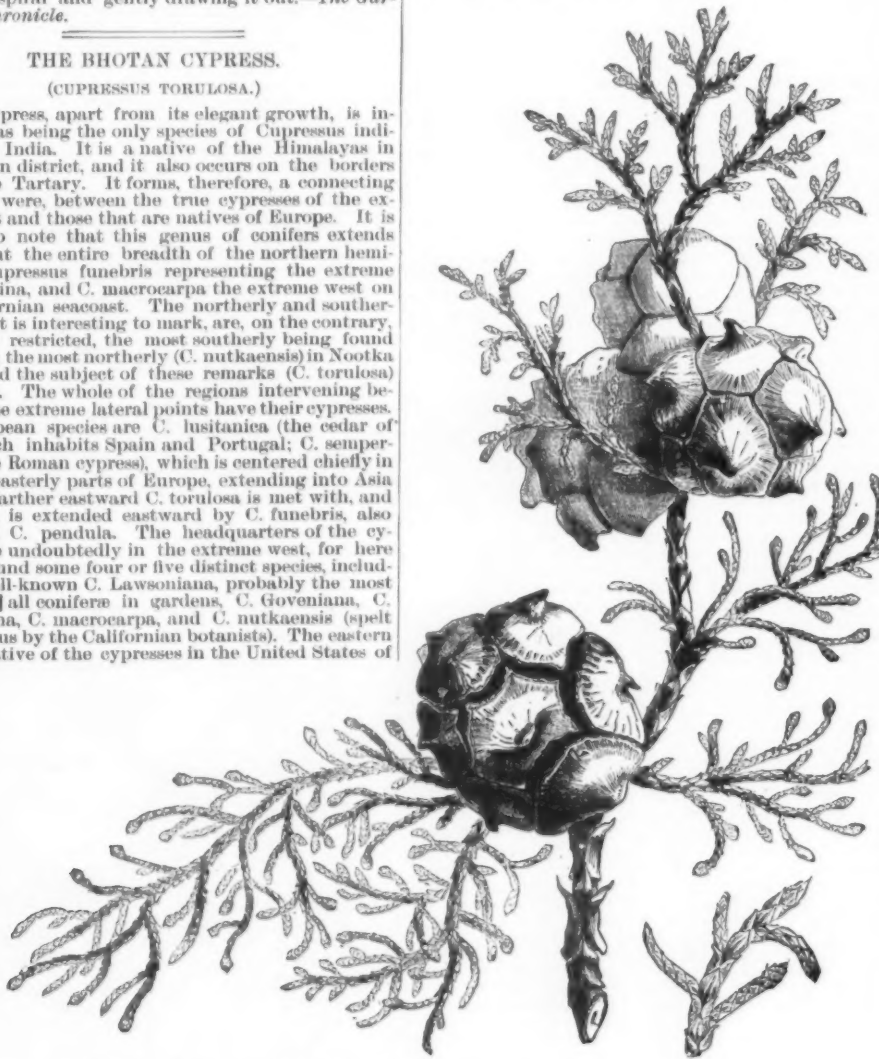 spiral and gently drawing it out.—The Gar-
ronicle.
THE BHOTAN CYPRESS.
(CUPRESSUS TORULOSA.)
press, apart from its elegant growth, is in-
as being the only species of Cupressus indi-
India. It is a native of the Himalayas in
n district, and it also occurs on the borders
Tartary. It forms, therefore, a connecting
were, between the true cypresses of the ex-
and those that are natives of Europe. It is
o note that this genus of conifers extends
ut the entire breadth of the northern hemi-
upressus funebris representing the extreme
ina, and C. macrocarpa the extreme west on
rnian seacoast. The northerly and souther-
t is interesting to mark, are, on the contrary,
restricted, the most southerly being found
the most northerly (C. nutkaensis) in Nootka
d the subject of these remarks (C. torulosa)
The whole of the regions intervening be-
e extreme lateral points have their cypresses.
pean species are C. lusitanica (the cedar of
ch inhabits Spain and Portugal; C. semper-
Roman cypress), which is centered chiefly in
easterly parts of Europe, extending into Asia
arther eastward C. torulosa is met with, and
is extended eastward by C. funebris, also
C. pendula. The headquarters of the cy-
undoubtedly in the extreme west, for here
und some four or five distinct species, includ-
ll-known C. Lawsoniana, probably the most
all coniferæ in gardens, C. Goveniana, C.
na, C. macrocarpa, and C. nutkaensis (spelt
us by the Californian botanists). The eastern
tive of the cypresses in the United States of